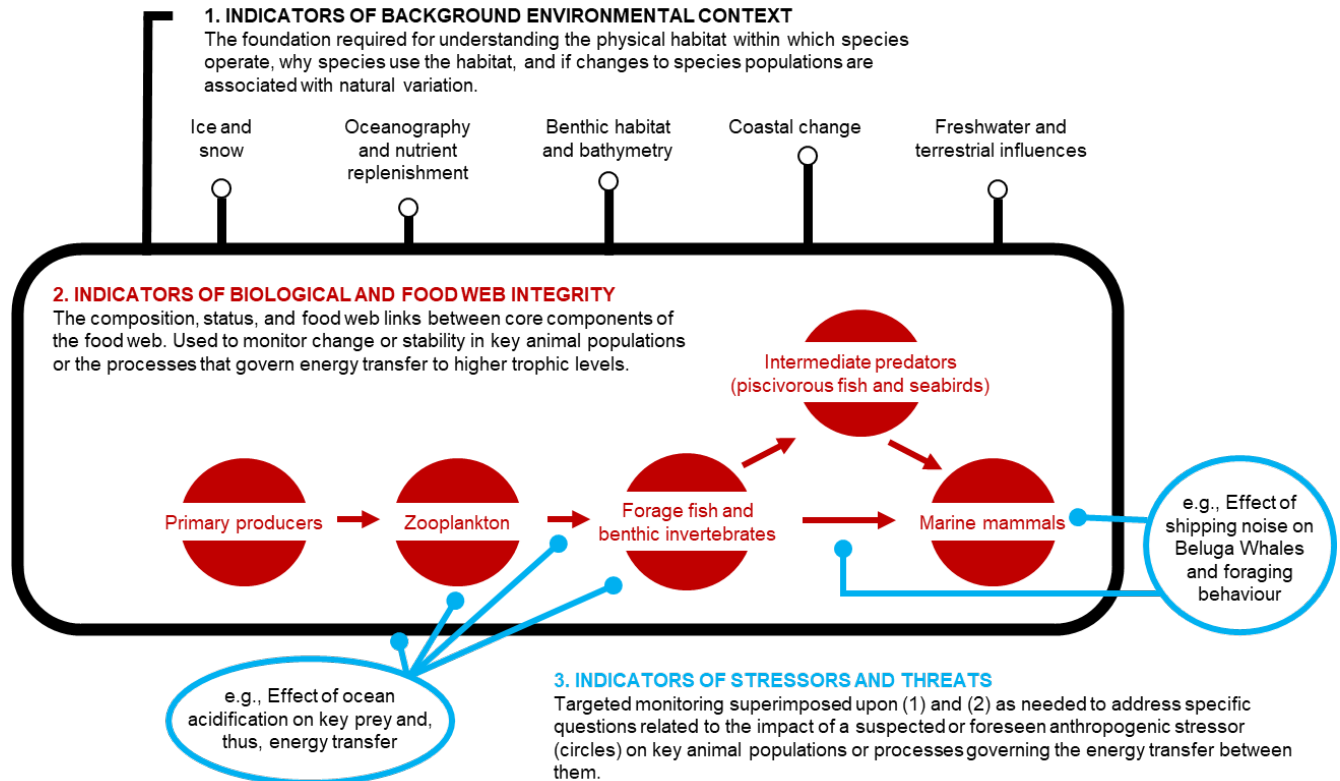 1. INDICATORS OF BACKGROUND ENVIRONMENTAL CONTEXT
The foundation required for understanding the physical habitat within which species
operate, why species use the habitat, and if changes to species populations are
associated with natural variation.
Ice and
snow
Oceanography
and nutrient
replenishment
Benthic habitat
and bathymetry
Coastal change
Freshwater and
terrestrial influences
2. INDICATORS OF BIOLOGICAL AND FOOD WEB INTEGRITY
The composition, status, and food web links between core components of
the food web. Used to monitor change or stability in key animal populations
or the processes that govern energy transfer to higher trophic levels.
Intermediate predators
(piscivorous fish and seabirds)
Primary producers
Zooplankton
Forage fish and
benthic invertebrates
Marine mammals
e.g., Effect of
shipping noise on
Beluga Whales
and foraging
behaviour
e.g., Effect of ocean
acidification on key prey and,
thus, energy transfer
3. INDICATORS OF STRESSORS AND THREATS
Targeted monitoring superimposed upon (1) and (2) as needed to address specific
questions related to the impact of a suspected or foreseen anthropogenic stressor
(circles) on key animal populations or processes governing the energy transfer between
them.